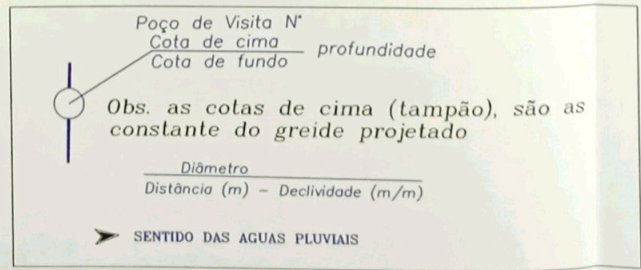 Poço de Visita N°
Cota de cima
profundidade
Cota de fundo
Obs. as cotas de cima (tampão), são as
constante do greide projetado
Diâmetro
Distância (m) - Declividade (m/m)
SENTIDO DAS AGUAS PLUVIAIS